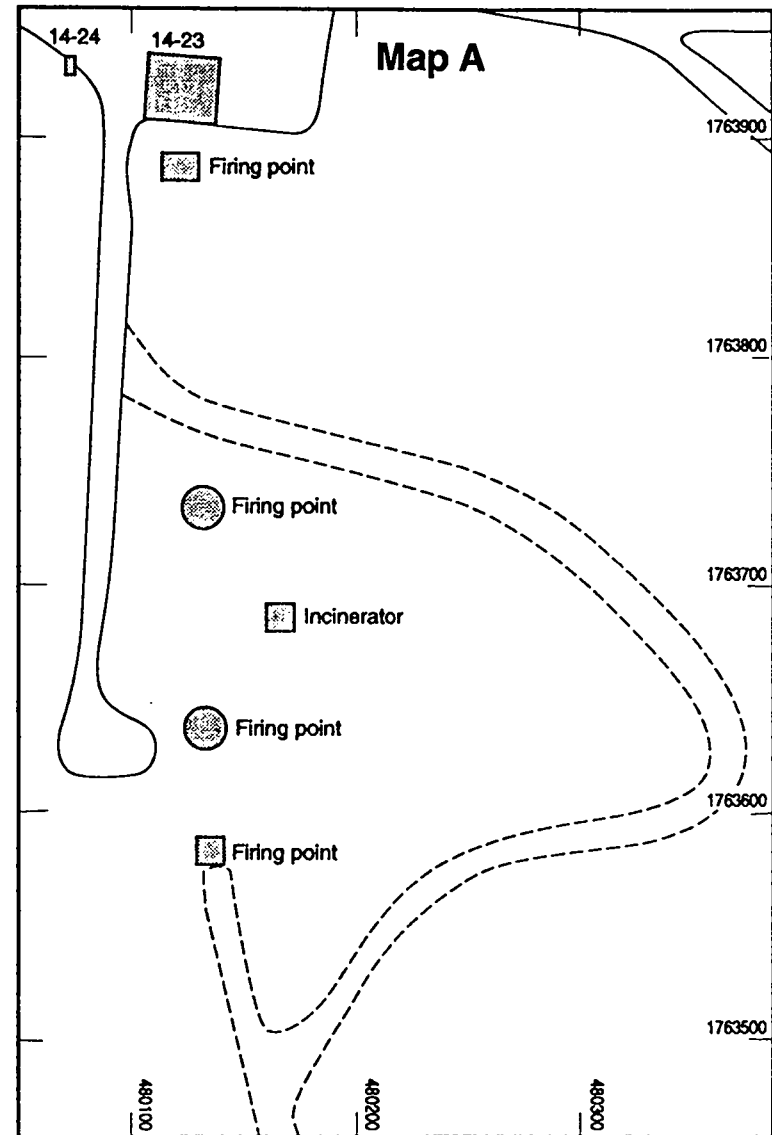 14-24
14-23
Map A
1763900
Firing point
1763800
Firing point
1763700
Incinerator
Firing point
1763600
Firing point
1763500
480100
480200
480300